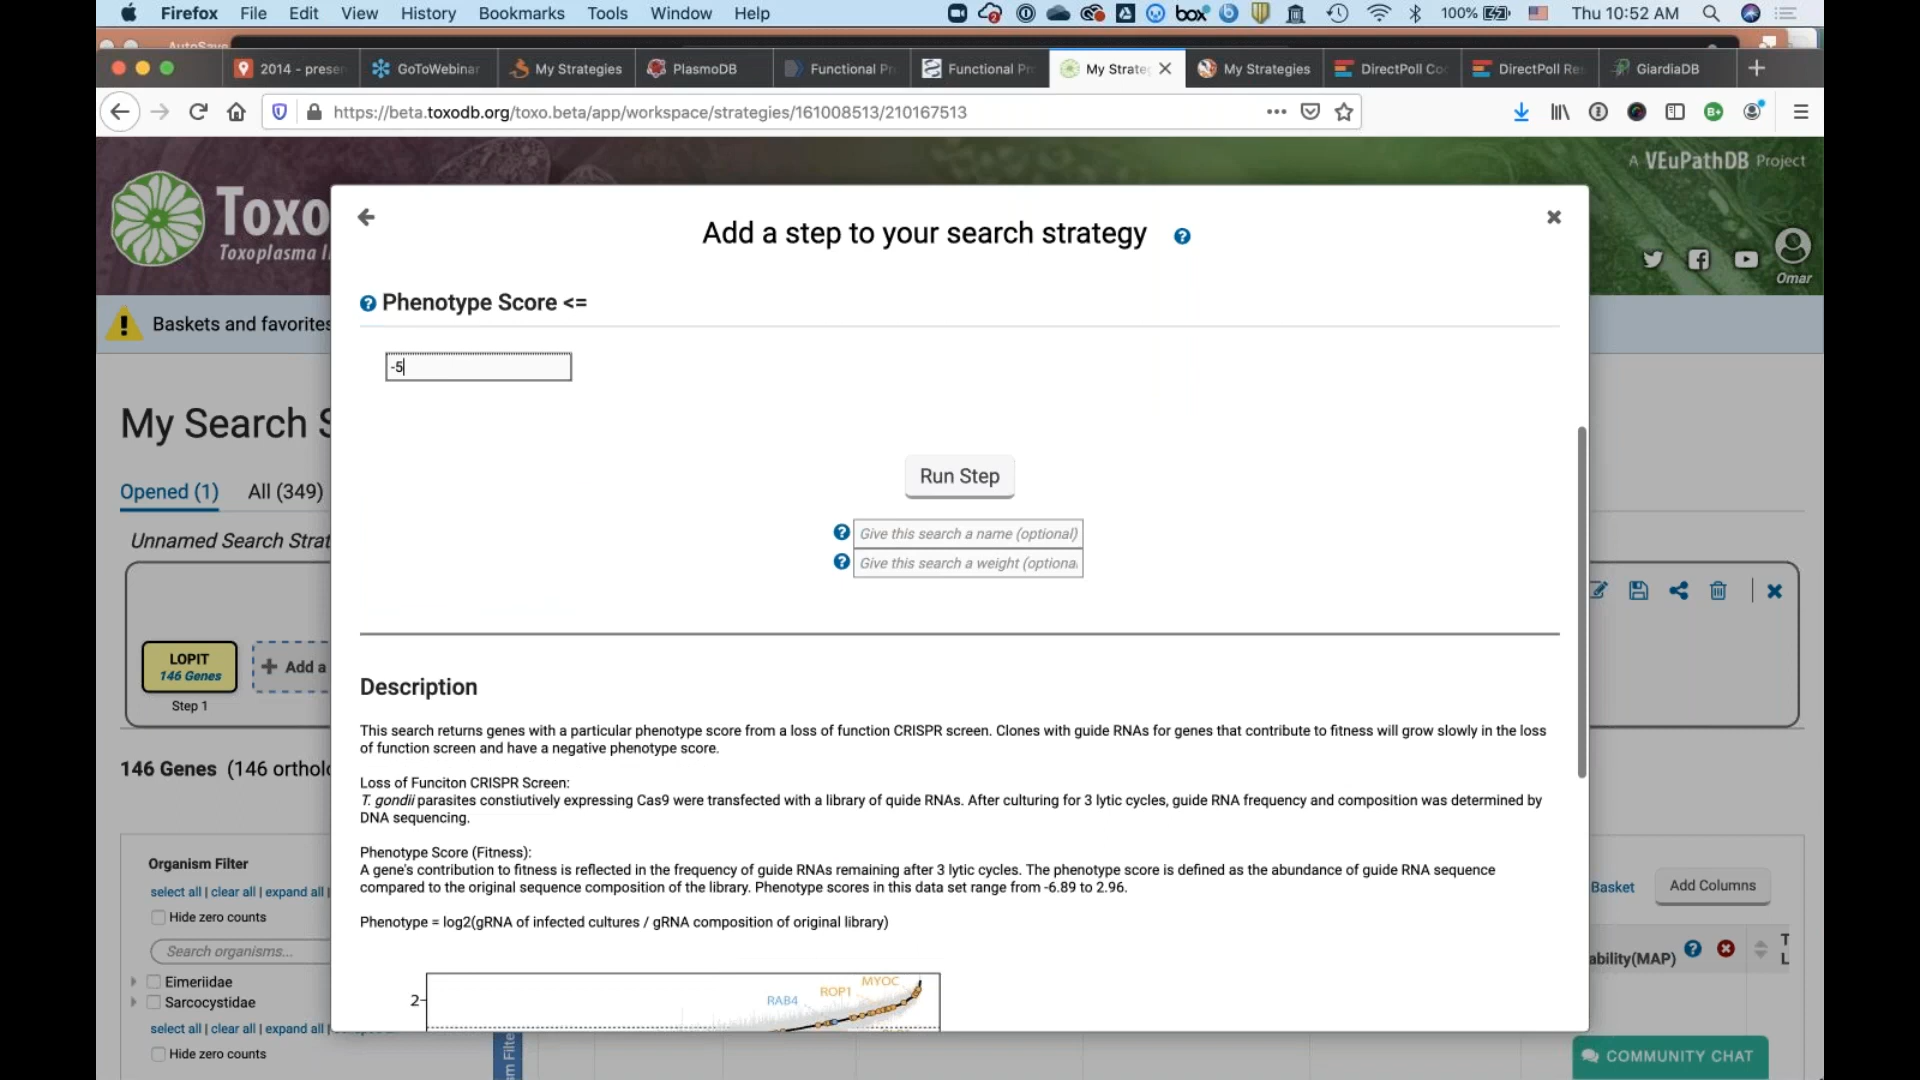 Firefox File Edit View History Bookmarks Tools Window Help box 100% Thu 10:52 AM
AutoSave
2014 - presen GoToWebinar My Strategies PlasmoDB Functional Pr Functional Pr My Strateg My Strategies DirectPoll Co DirectPoll Res GiardiaDB
https://beta.toxodb.org/toxo.beta/app/workspace/strategies/161008513/210167513
A VEuPathDB Project
Toxo
Toxoplasma I
Omar
Add a step to your search strategy
Baskets and favorites
Phenotype Score <=
-5
My Search S
Run Step
Opened (1) All (349)
Give this search a name (optional)
Unnamed Search Strat
Give this search a weight (optional
LOPIT
146 Genes
Add a
Step 1
Description
This search returns genes with a particular phenotype score from a loss of function CRISPR screen. Clones with guide RNAs for genes that contribute to fitness will grow slowly in the loss
of function screen and have a negative phenotype score.
146 Genes (146 ortholo
Loss of Funciton CRISPR Screen:
T. gondii parasites constiutively expressing Cas9 were transfected with a library of quide RNAs. After culturing for 3 lytic cycles, guide RNA frequency and composition was determined by
DNA sequencing.
Phenotype Score (Fitness):
A gene's contribution to fitness is reflected in the frequency of guide RNAs remaining after 3 lytic cycles. The phenotype score is defined as the abundance of guide RNA sequence
compared to the original sequence composition of the library. Phenotype scores in this data set range from -6.89 to 2.96.
Phenotype = log2(gRNA of infected cultures / gRNA composition of original library)
Organism Filter
select all | clear all | expand all |
Hide zero counts
Search organisms...
Eimeriidae
Sarcocystidae
select all | clear all | expand all |
Hide zero counts
Basket Add Columns
ability(MAP)
T
L
2
RAB4 ROP1 MYOC
sm Filte
COMMUNITY CHAT